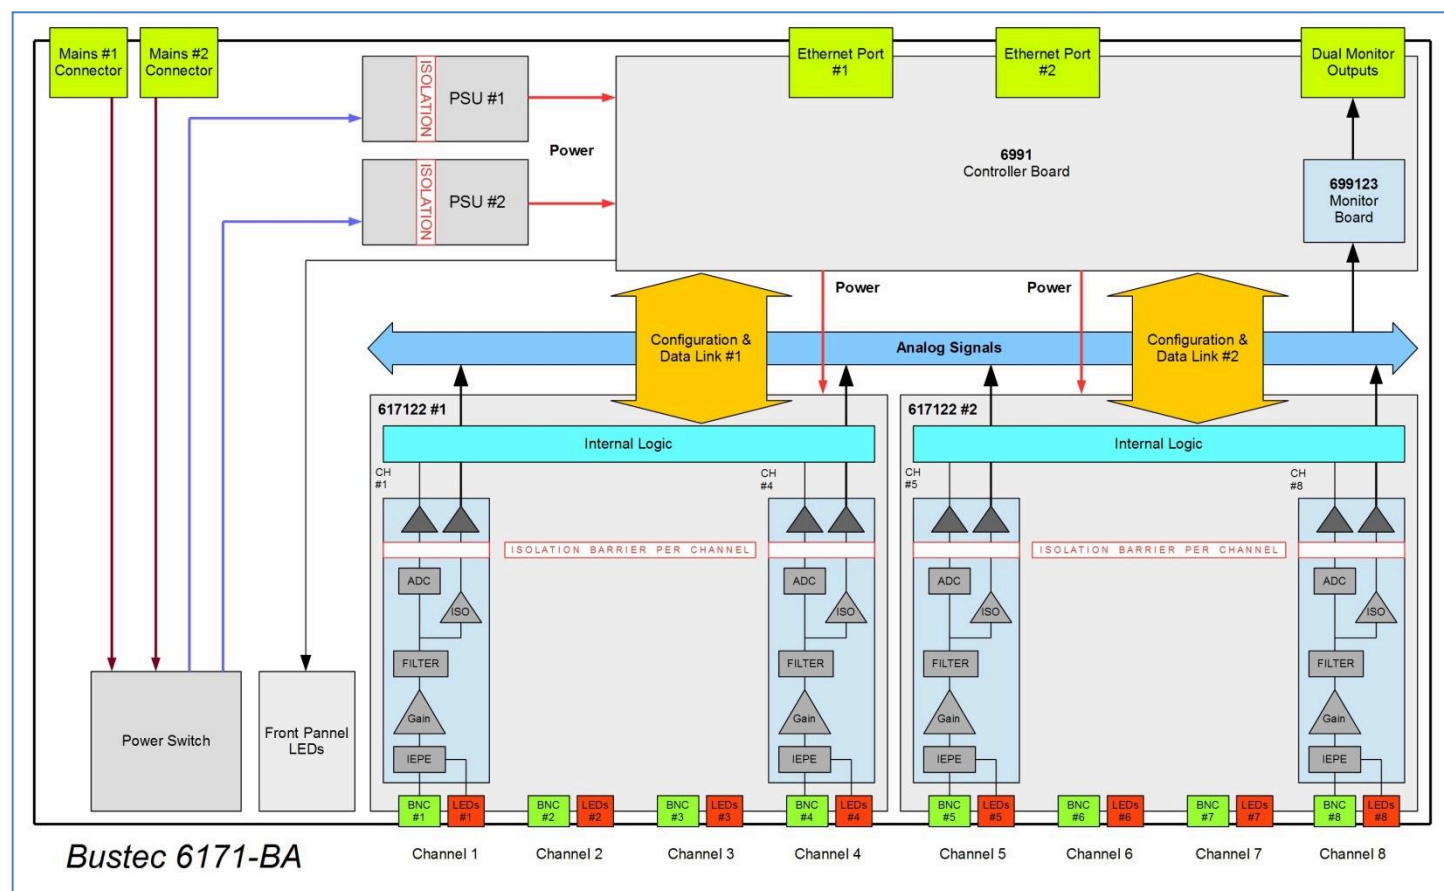 Mains #1
Connector
Mains #2
Connector
Ethernet Port
#1
Ethernet Port
#2
Dual Monitor
Outputs
ISOLATION
PSU #1
Power
ISOLATION
PSU #2
6991
Controller Board
699123
Monitor
Board
Power
Power
Configuration &
Data Link #1
Analog Signals
Configuration &
Data Link #2
617122 #1
617122 #2
Internal Logic
Internal Logic
CH
#1
CH
#4
CH
#5
CH
#8
ISOLATION BARRIER PER CHANNEL
ISOLATION BARRIER PER CHANNEL
ADC
ISO
ADC
ISO
ADC
ISO
ADC
ISO
FILTER
FILTER
FILTER
FILTER
Gain
Gain
Gain
Gain
IEPE
IEPE
IEPE
IEPE
Power Switch
Front Pannel
LEDs
BNC
#1
LEDs
#1
BNC
#2
LEDs
#2
BNC
#3
LEDs
#3
BNC
#4
LEDs
#4
BNC
#5
LEDs
#5
BNC
#6
LEDs
#6
BNC
#7
LEDs
#7
BNC
#8
LEDs
#8
Bustec 6171-BA
Channel 1
Channel 2
Channel 3
Channel 4
Channel 5
Channel 6
Channel 7
Channel 8